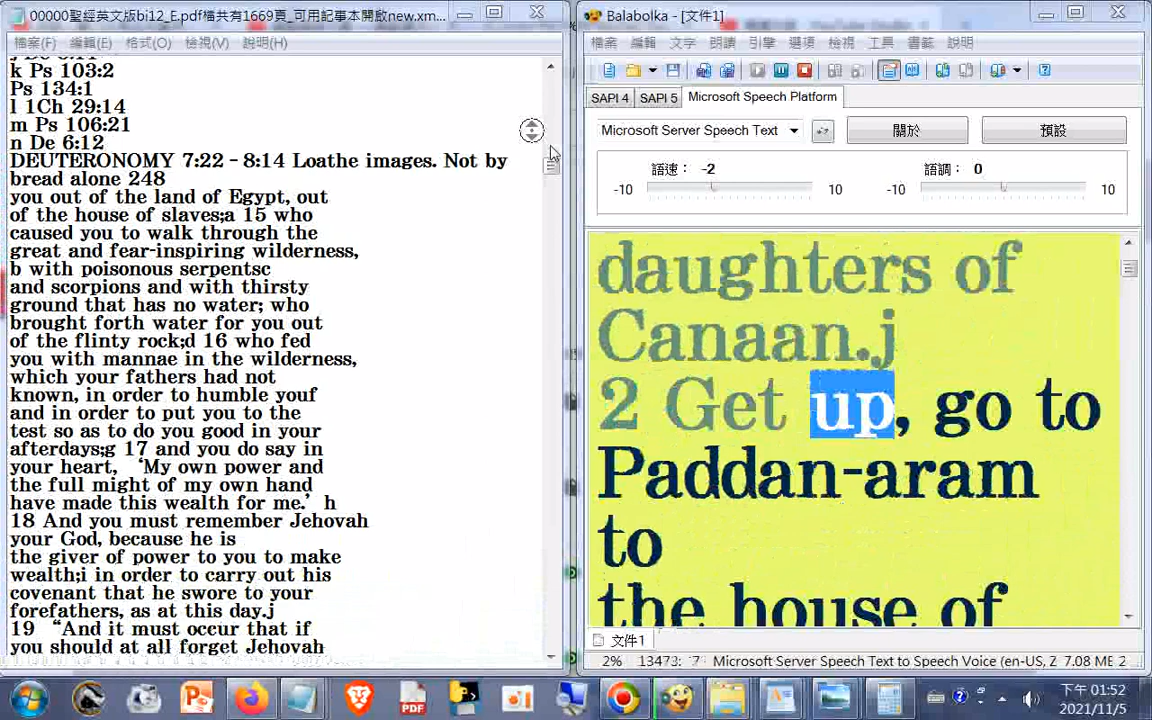 00000聖經英文版bi12_E.pdf檔共有1669頁_可用記事本開啟new.xm...
檔案(F) 編輯(E) 格式(O) 檢視(V) 說明(H)
k Ps 103:2
Ps 134:1
l 1Ch 29:14
m Ps 106:21
n De 6:12
DEUTERONOMY 7:22–8:14 Loathe images. Not by
bread alone 248
you out of the land of Egypt, out
of the house of slaves;a 15 who
caused you to walk through the
great and fear-inspiring wilderness,
b with poisonous serpentsc
and scorpions and with thirsty
ground that has no water; who
brought forth water for you out
of the flinty rock;d 16 who fed
you with mannae in the wilderness,
which your fathers had not
known, in order to humble youf
and in order to put you to the
test so as to do you good in your
afterdays;g 17 and you do say in
your heart, ‘My own power and
the full might of my own hand
have made this wealth for me.’ h
18 And you must remember Jehovah
your God, because he is
the giver of power to you to make
wealth;i in order to carry out his
covenant that he swore to your
forefathers, as at this day.j
19 “And it must occur that if
you should at all forget Jehovah
Balabolka - [文件1]
檔案 編輯 文字 朗讀 引擎 選項 檢視 工具 書籤 說明
SAPI 4 SAPI 5 Microsoft Speech Platform
Microsoft Server Speech Text 關於 預設
語速： -2 語調： 0
-10 10 -10 10
daughters of
Canaan.j
2 Get up, go to
Paddan-aram
to
the house of
文件1
2% 13473: 7 Microsoft Server Speech Text to Speech Voice (en-US, Z 7.08 MB 2
PDF
下午 01:52
2021/11/5